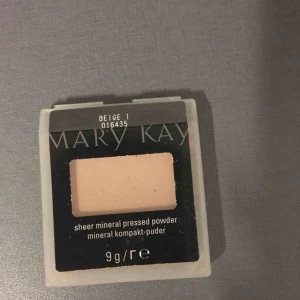 BEIGE 1
016435
MARY KAY
sheer mineral pressed powder
mineral kompakt-puder
9g/г℮